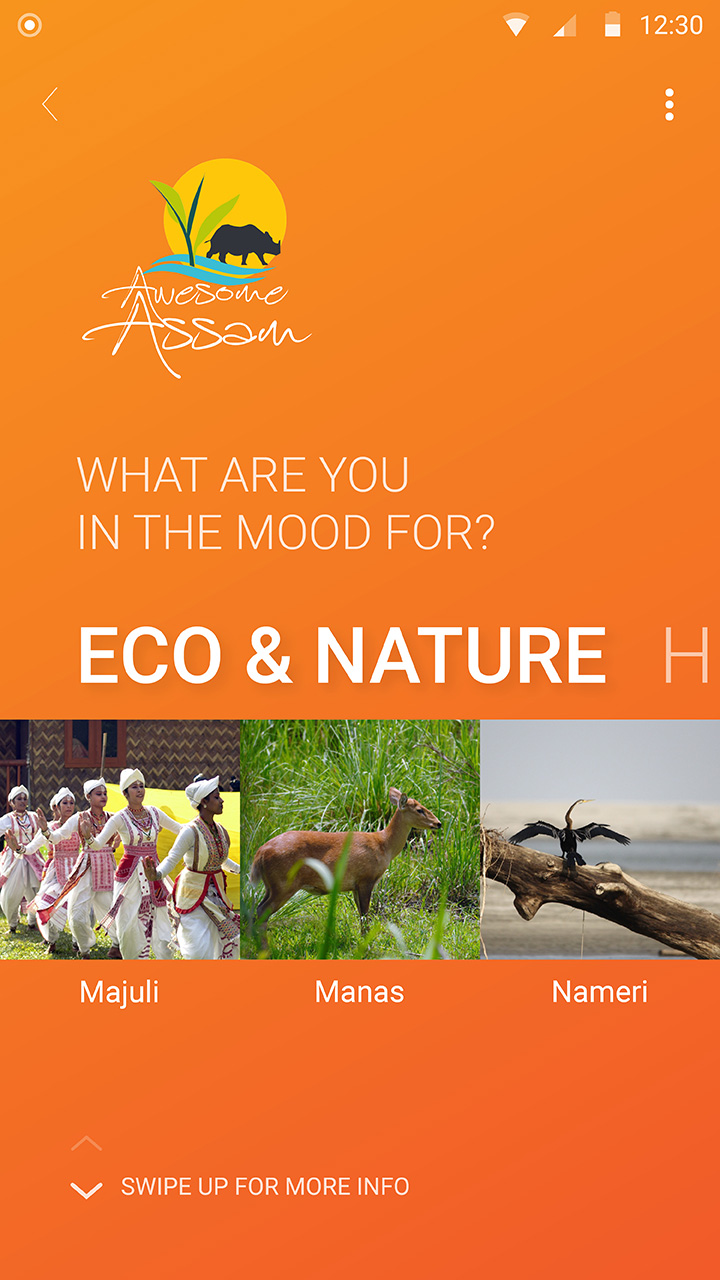 12:30
Awesome
Assam
WHAT ARE YOU
IN THE MOOD FOR?
ECO & NATURE H
Majuli Manas Nameri
SWIPE UP FOR MORE INFO